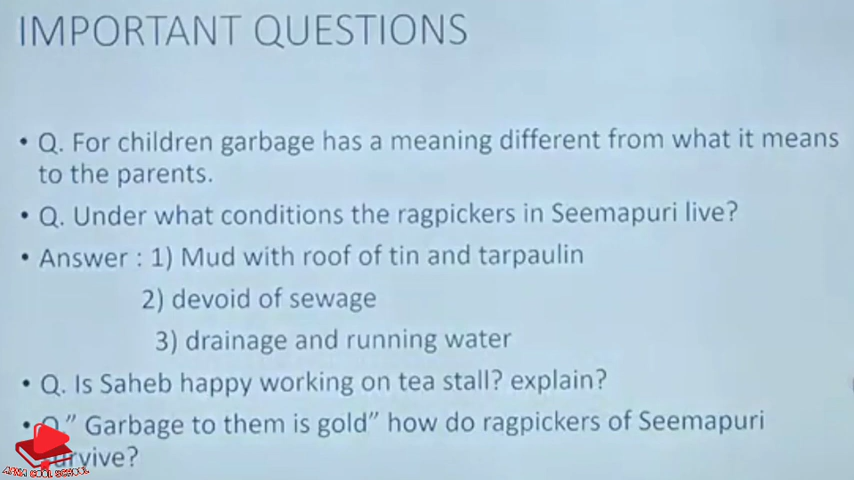 IMPORTANT QUESTIONS
• Q. For children garbage has a meaning different from what it means
to the parents.
• Q. Under what conditions the ragpickers in Seemapuri live?
• Answer : 1) Mud with roof of tin and tarpaulin
2) devoid of sewage
3) drainage and running water
• Q. Is Saheb happy working on tea stall? explain?
• Q.” Garbage to them is gold” how do ragpickers of Seemapuri
survive?
COOL SCHOOL